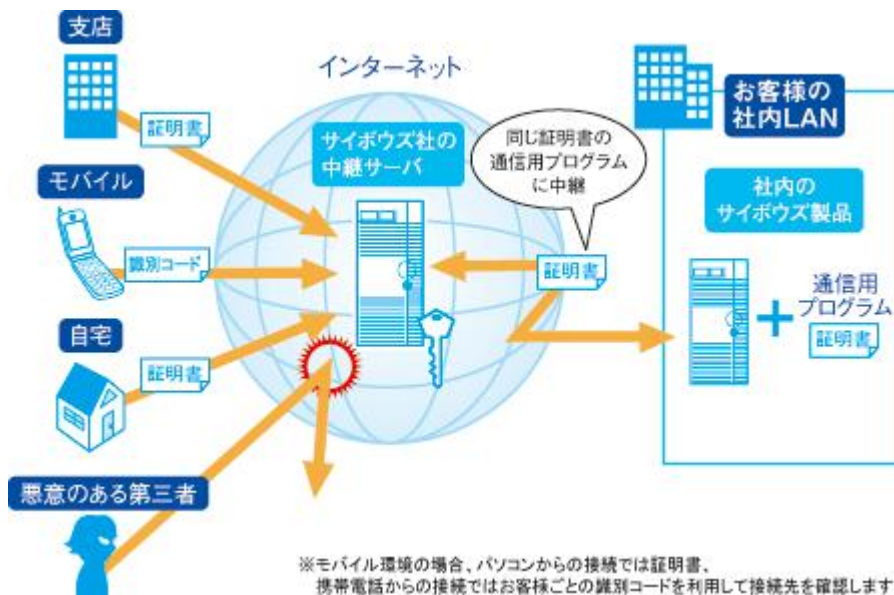 支店
証明書
モバイル
識別コード
自宅
証明書
悪意のある第三者
インターネット
サイボウズ社の
中継サーバ
同じ証明書の
通信用プログラム
に中継
証明書
お客様の
社内LAN
社内の
サイボウズ製品
通信用
プログラム
証明書
※モバイル環境の場合、パソコンからの接続では証明書、
携帯電話からの接続ではお客様ごとの識別コードを利用して接続先を確認します